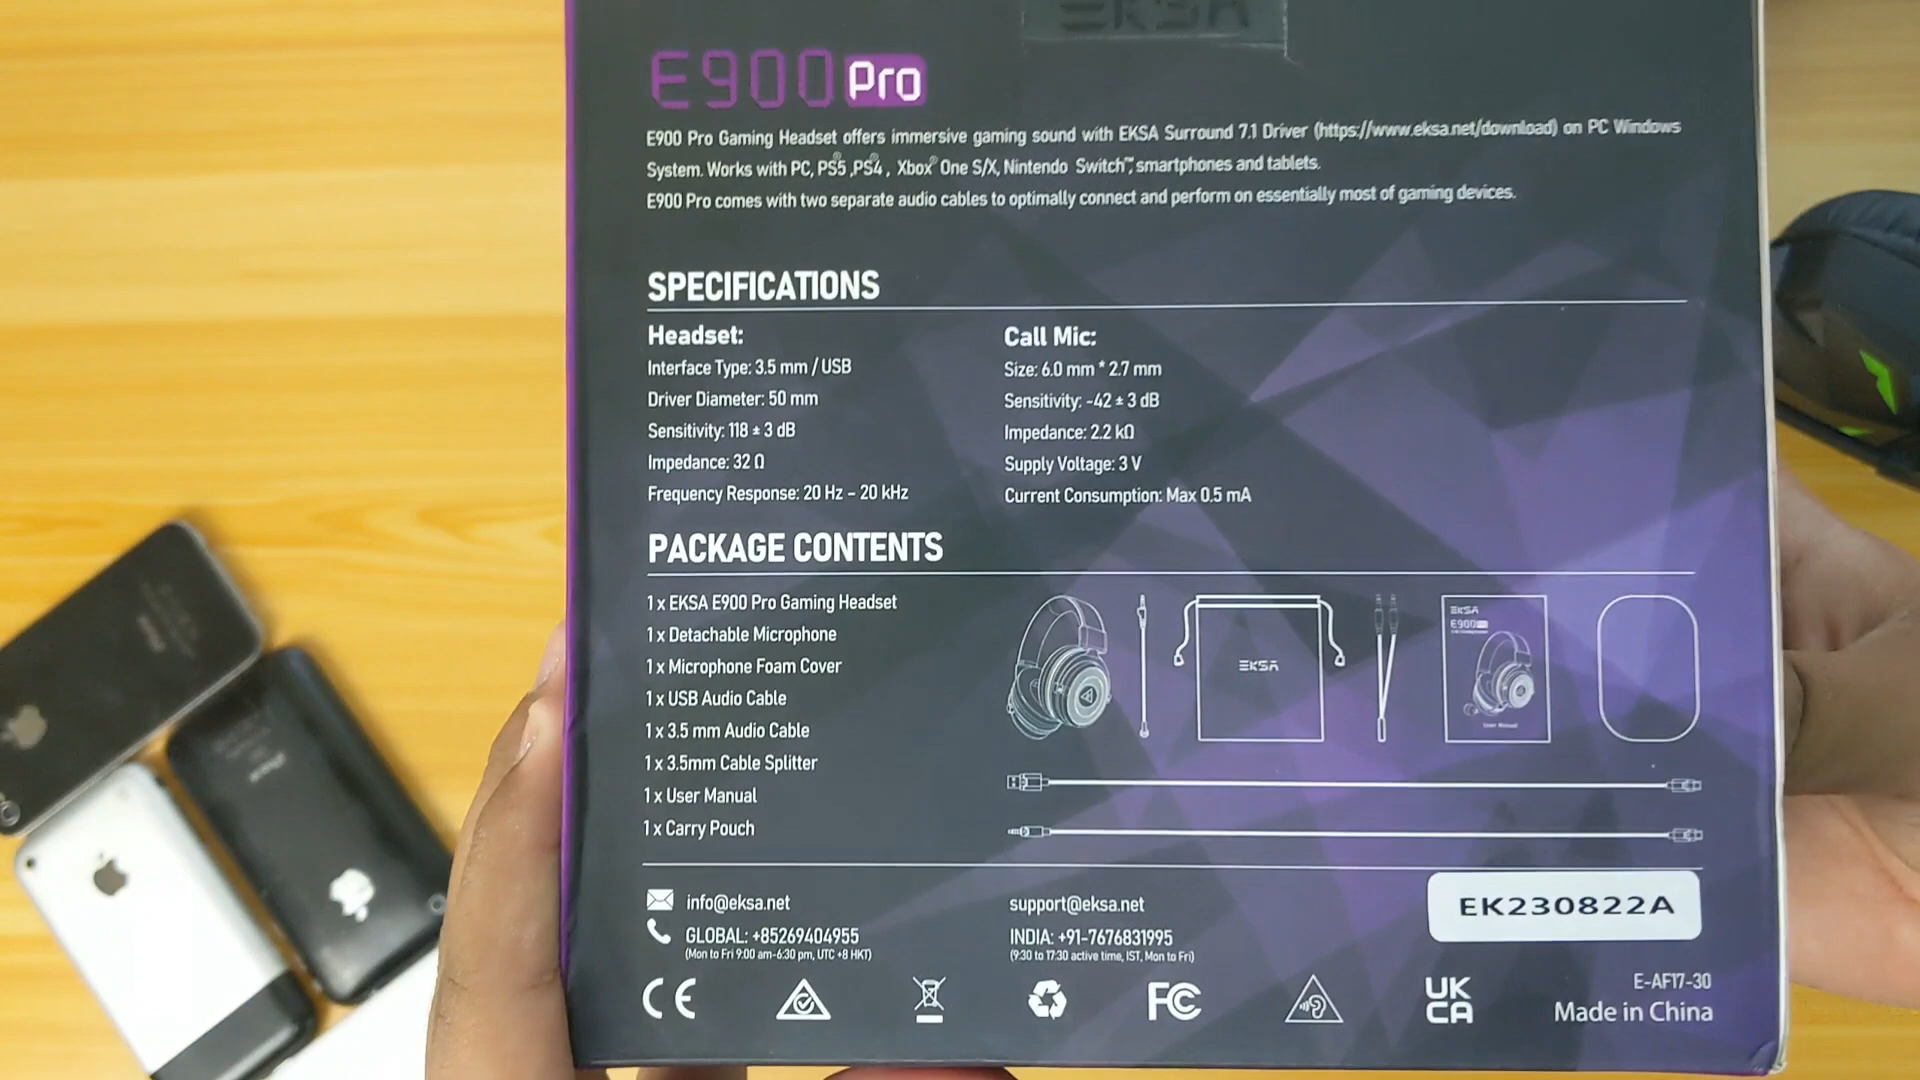 EKSA
E900 Pro
E900 Pro Gaming Headset offers immersive gaming sound with EKSA Surround 7.1 Driver (https://www.eksa.net/download) on PC Windows
System. Works with PC, PS5®, PS4®, Xbox® One S/X, Nintendo Switch™, smartphones and tablets.
E900 Pro comes with two separate audio cables to optimally connect and perform on essentially most of gaming devices.
SPECIFICATIONS
Headset:
Interface Type: 3.5 mm / USB
Driver Diameter: 50 mm
Sensitivity: 118 ± 3 dB
Impedance: 32 Ω
Frequency Response: 20 Hz – 20 kHz
Call Mic:
Size: 6.0 mm * 2.7 mm
Sensitivity: -42 ± 3 dB
Impedance: 2.2 kΩ
Supply Voltage: 3 V
Current Consumption: Max 0.5 mA
PACKAGE CONTENTS
1 x EKSA E900 Pro Gaming Headset
1 x Detachable Microphone
1 x Microphone Foam Cover
1 x USB Audio Cable
1 x 3.5 mm Audio Cable
1 x 3.5mm Cable Splitter
1 x User Manual
1 x Carry Pouch
EKSA
EKSA
E900
User Manual
info@eksa.net
GLOBAL: +85269404955
(Mon to Fri 9:00 am-6:30 pm, UTC +8 HKT)
support@eksa.net
INDIA: +91-7676831995
(9:30 to 17:30 active time, IST, Mon to Fri)
EK230822A
CE
FC
UK
CA
E-AF17-30
Made in China